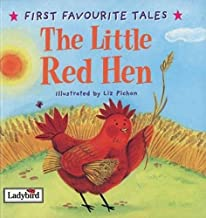 FIRST FAVOURITE TALES
The Little
Red Hen
Illustrated by Liz Pichon
Ladybird